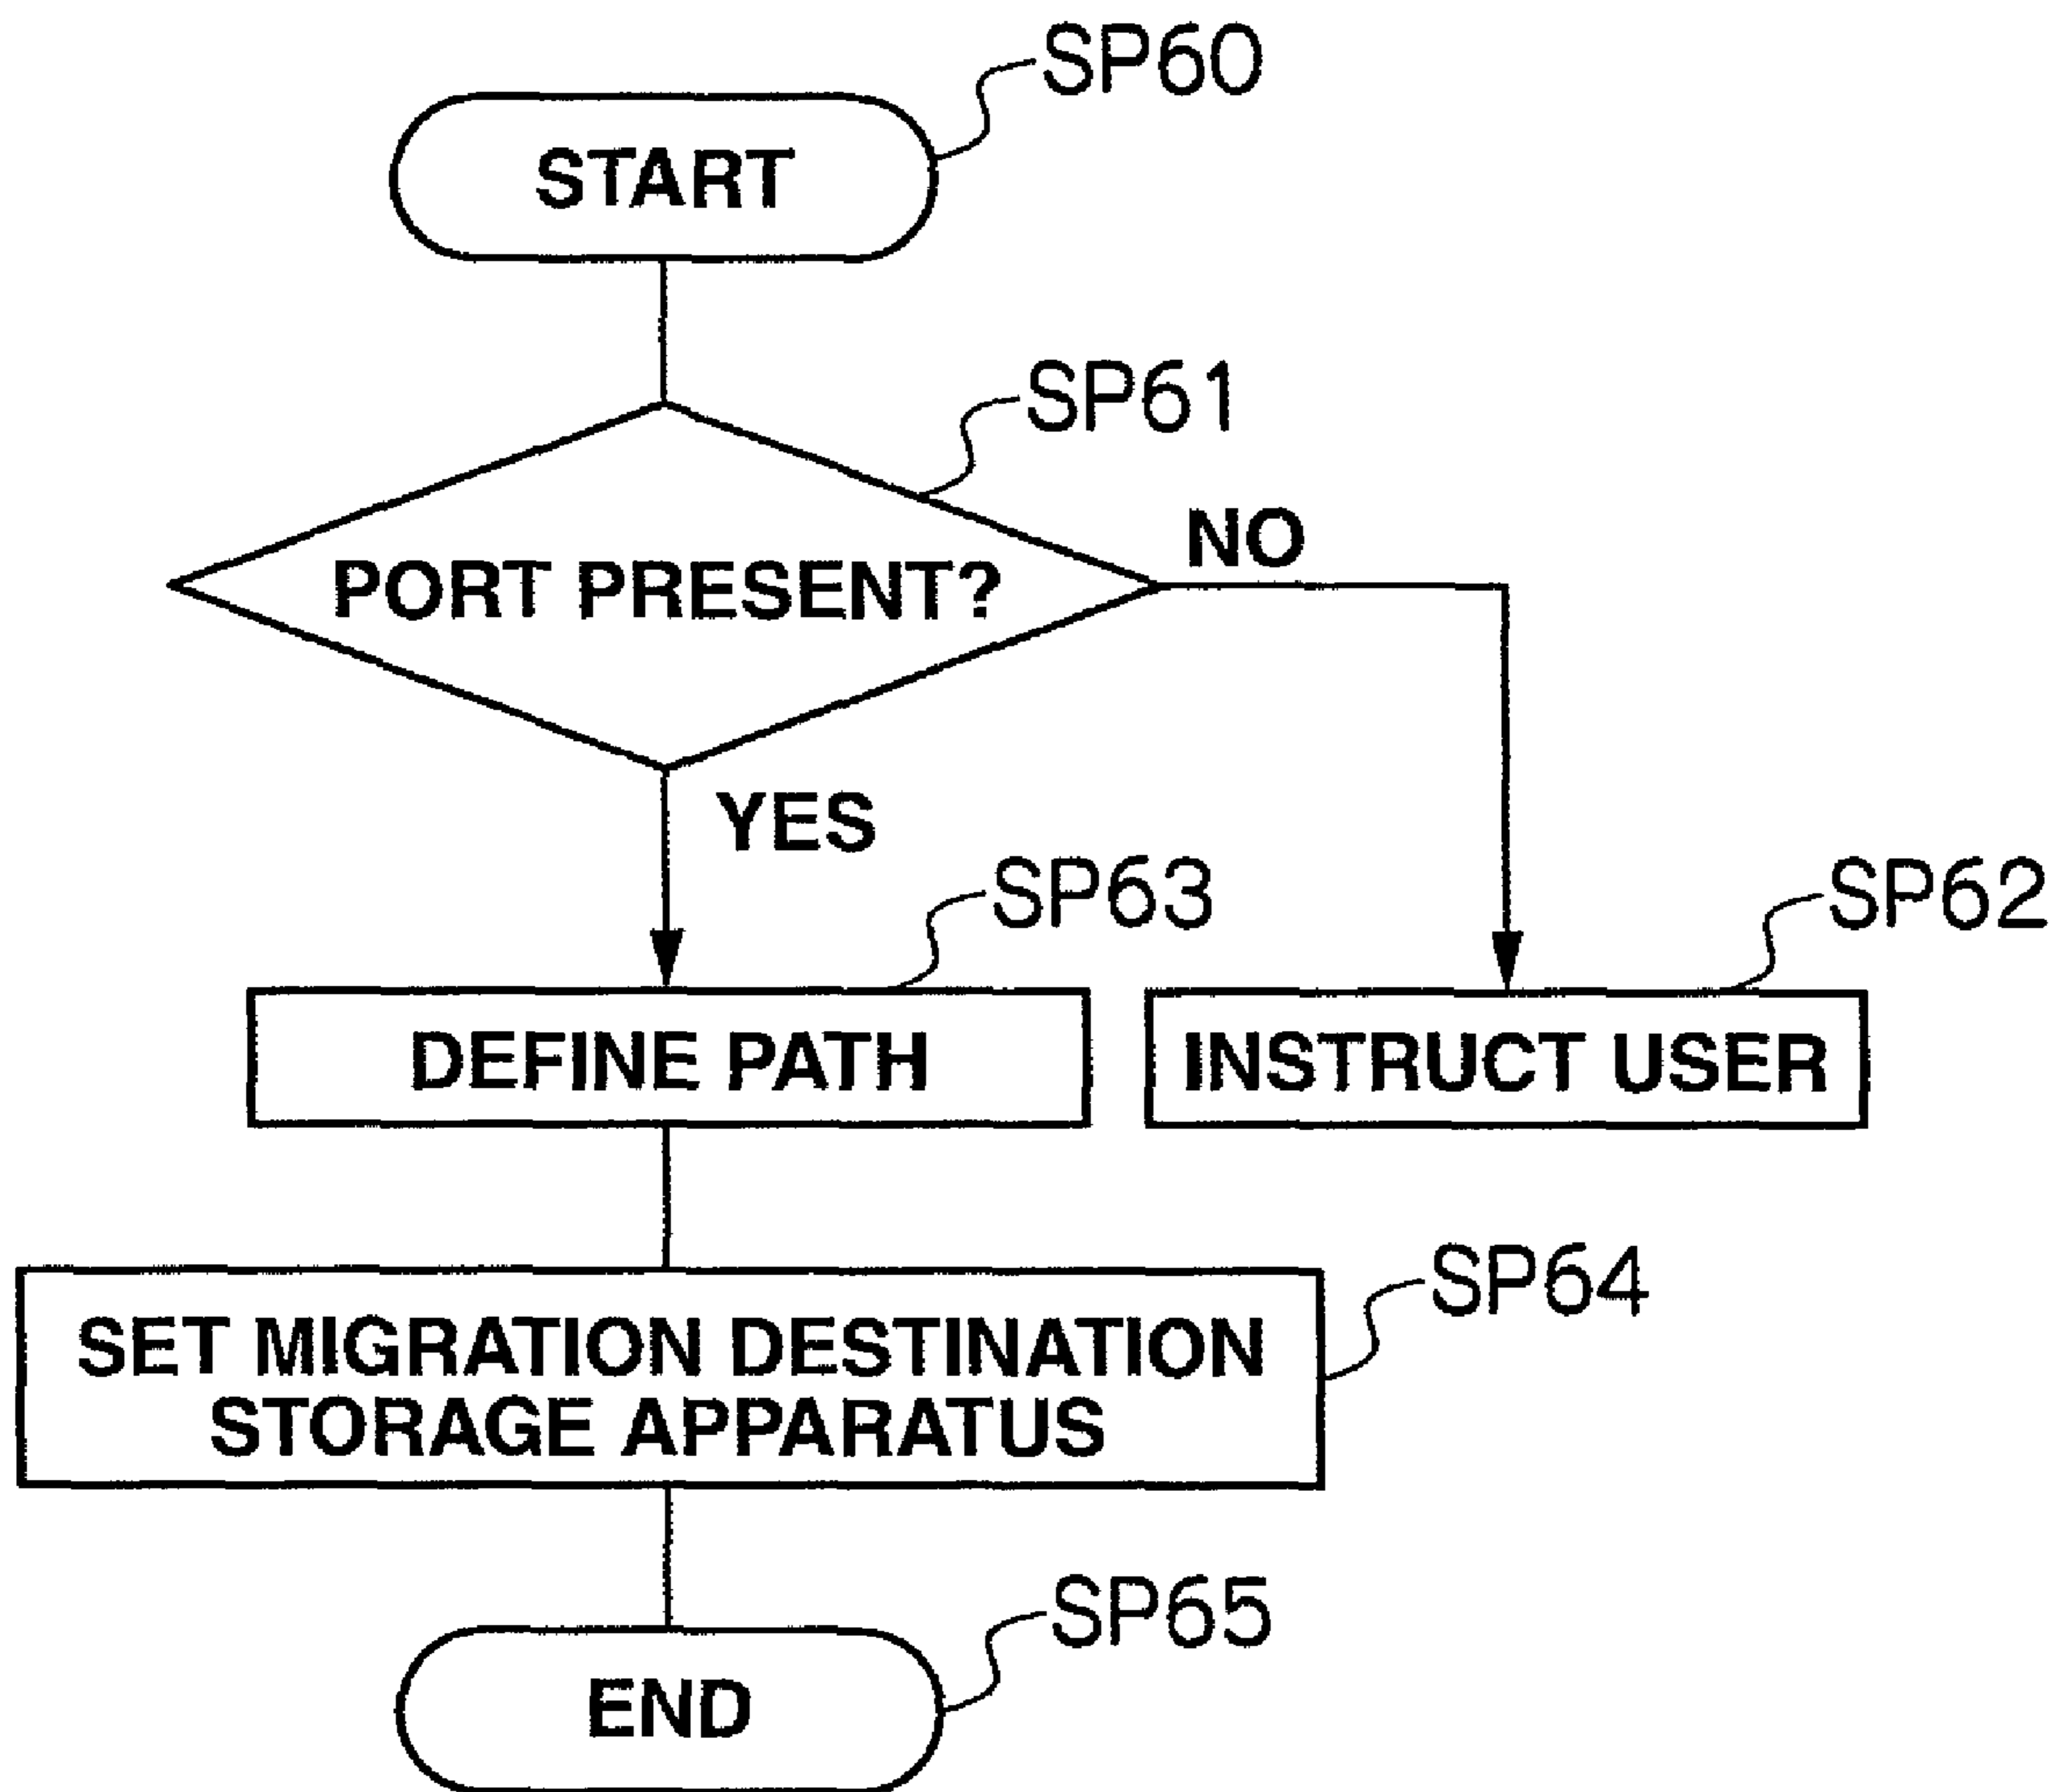 SP60
START
SP61
PORT PRESENT?
NO
YES
SP63
SP62
DEFINE PATH
INSTRUCT USER
SP64
SET MIGRATION DESTINATION
STORAGE APPARATUS
SP65
END